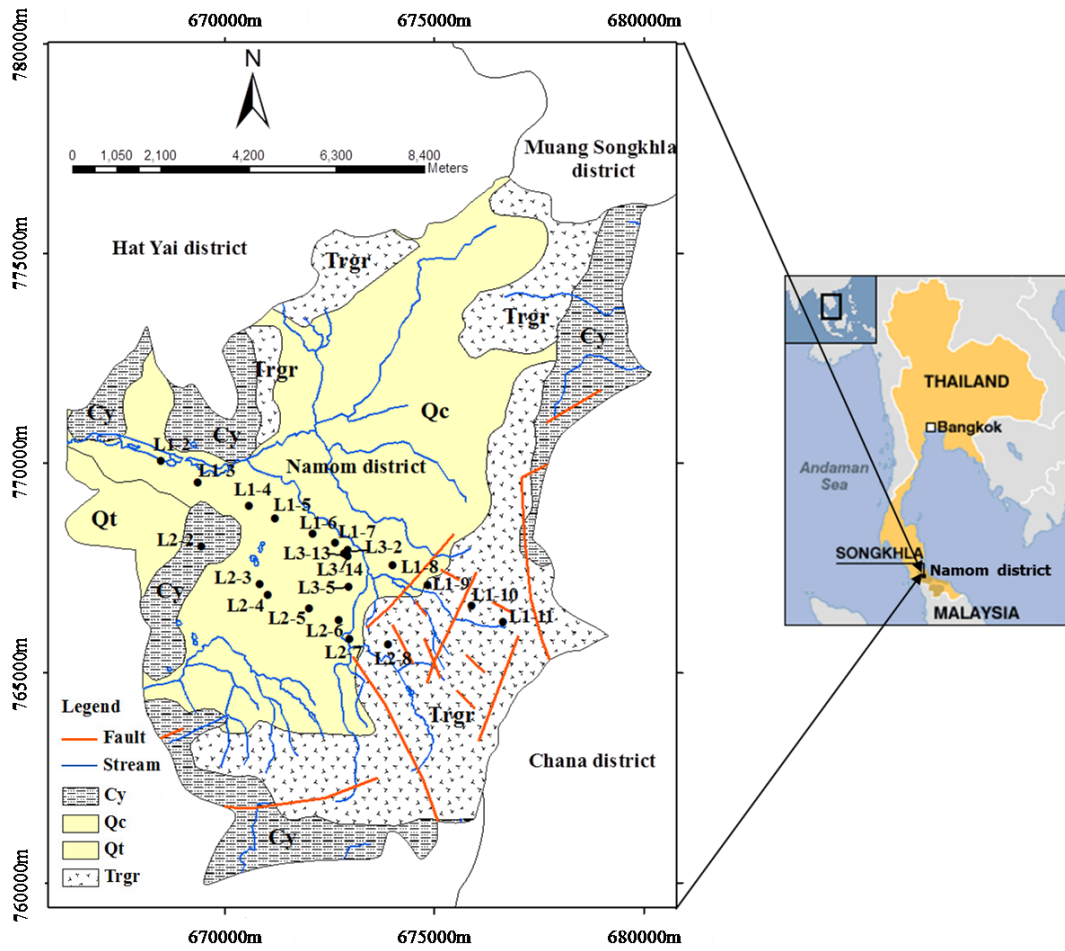 670000m 675000m 680000m
780000m
N
0 1,050 2,100 4,200 6,300 8,400
Meters
Muang Songkhla
district
Hat Yai district
775000m
Trgr
Trgr
Cy
Trgr
THAILAND
Cy
Qc
Cy
Bangkok
L1-2
770000m
Namom district
Andaman
Sea
L1-3
L1-4
L1-5
Qt
L1-6
L1-7
L2-2
L3-13
L3-2
L3-14
L1-8
SONGKHLA
Namom district
L2-3
L3-5
L1-9
Cy
L2-4
L1-10
MALAYSIA
L2-5
L1-11
L2-6
L2-7
L2-8
765000m
Legend
Trgr
Fault
Chana district
Stream
Cy
Qc
Cy
Qt
Trgr
760000m
670000m 675000m 680000m